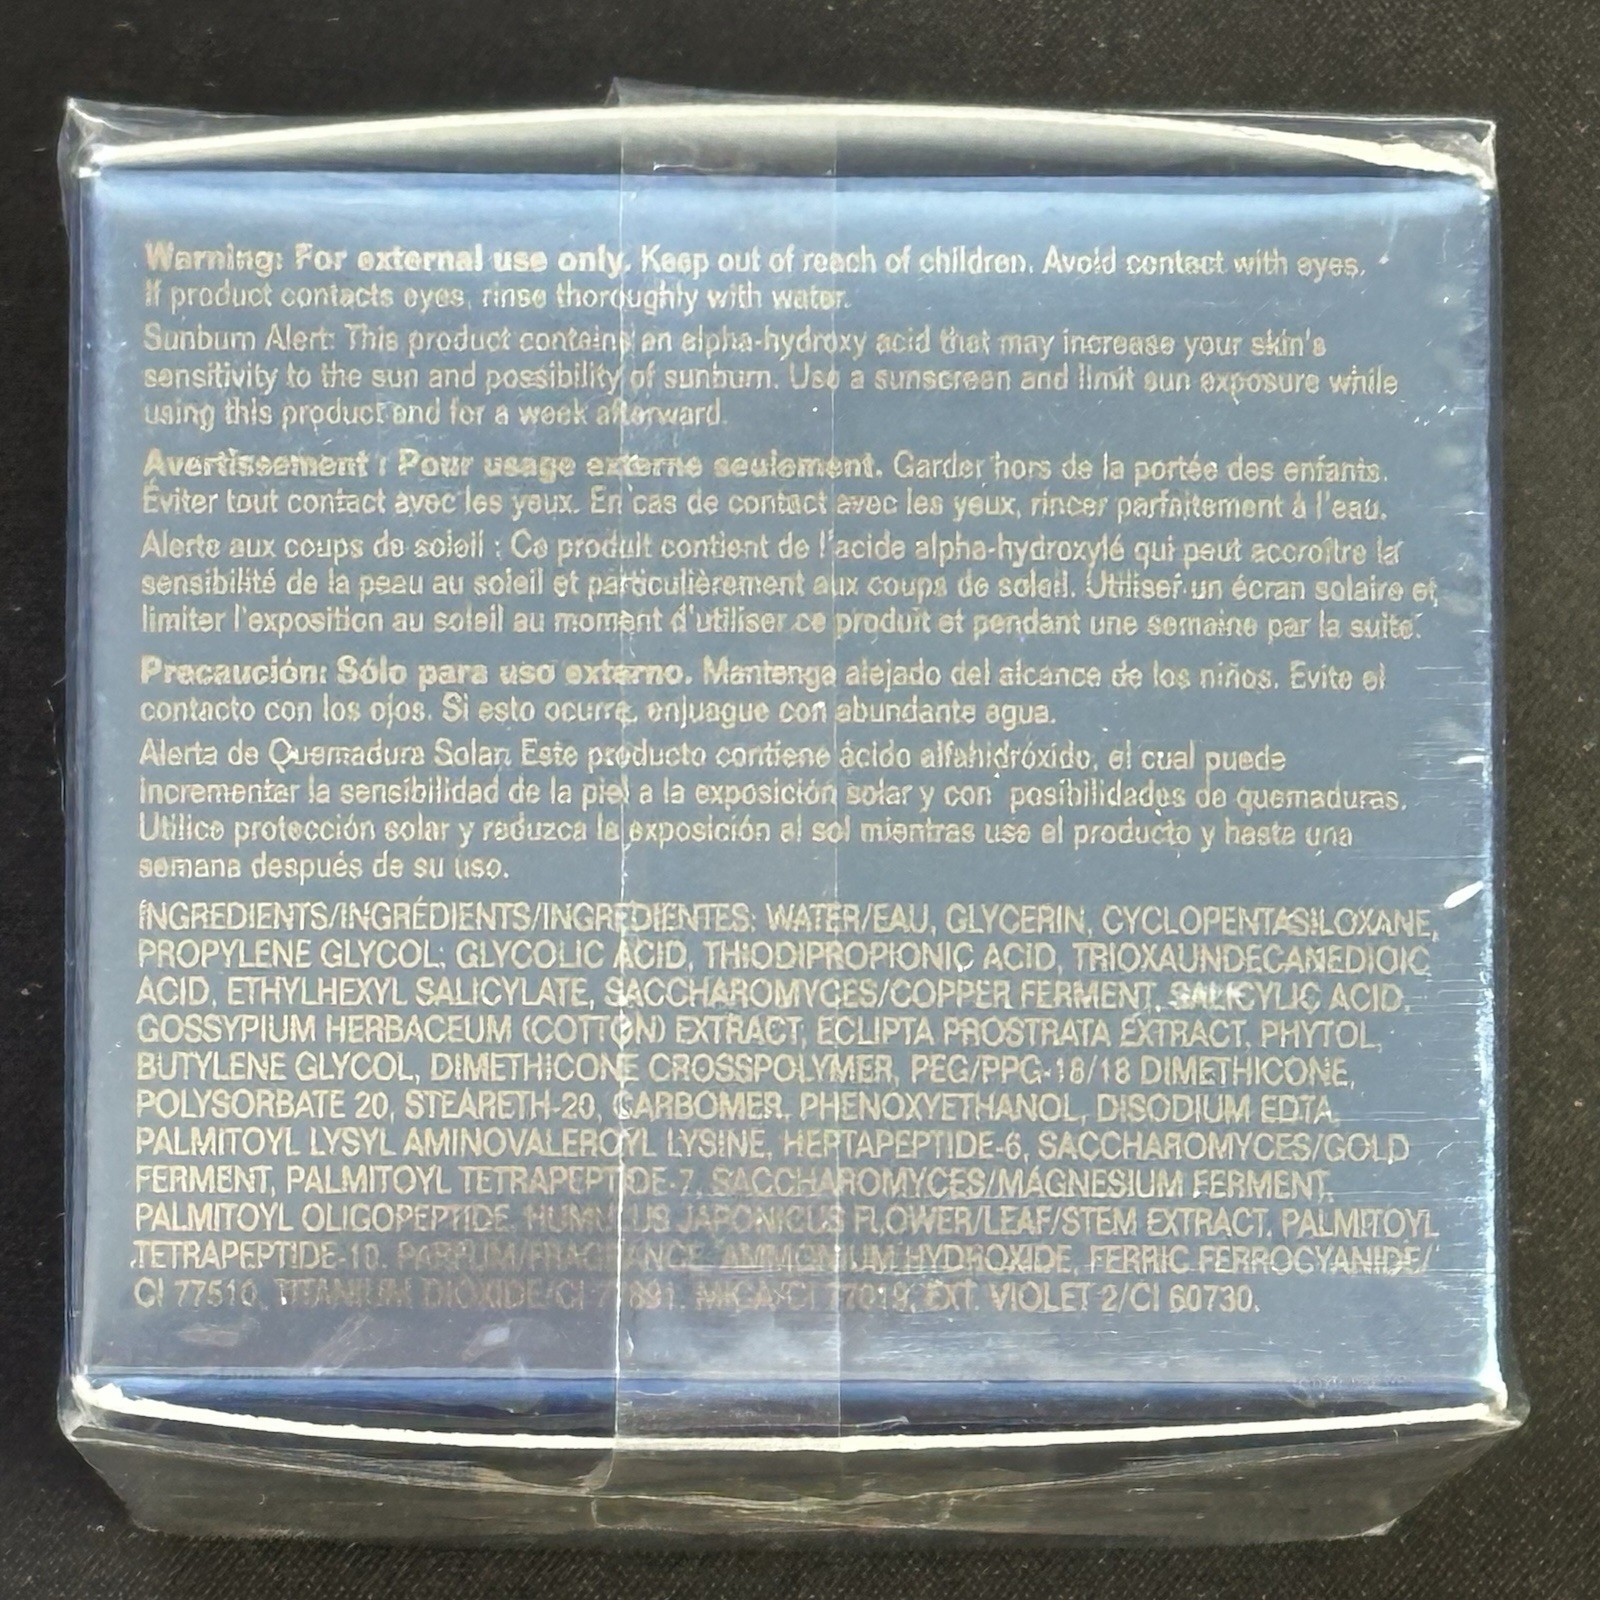 Warning: For external use only. Keep out of reach of children. Avoid contact with eyes.
If product contacts eyes, rinse thoroughly with water.
Sunburn Alert: This product contains an alpha-hydroxy acid that may increase your skin's
sensitivity to the sun and possibility of sunburn. Use a sunscreen and limit sun exposure while
using this product and for a week afterward.
Avertissement : Pour usage externe seulement. Garder hors de la portée des enfants.
Éviter tout contact avec les yeux. En cas de contact avec les yeux, rincer parfaitement à l'eau.
Alerte aux coups de soleil : Ce produit contient de l'acide alpha-hydroxylé qui peut accroître la
sensibilité de la peau au soleil et particulièrement aux coups de soleil. Utiliser un écran solaire et
limiter l'exposition au soleil au moment d'utiliser ce produit et pendant une semaine par la suite.
Precaución: Sólo para uso externo. Mantenga alejado del alcance de los niños. Evite el
contacto con los ojos. Si esto ocurre, enjuague con abundante agua.
Alerta de Quemadura Solar: Este producto contiene ácido alfahidróxido, el cual puede
incrementar la sensibilidad de la piel a la exposición solar y con posibilidades de quemaduras.
Utilice protección solar y reduzca la exposición al sol mientras use el producto y hasta una
semana después de su uso.
INGREDIENTS/INGRÉDIENTS/INGREDIENTES: WATER/EAU, GLYCERIN, CYCLOPENTASILOXANE,
PROPYLENE GLYCOL, GLYCOLIC ACID, THIODIPROPIONIC ACID, TRIOXAUNDECANEDIOIC
ACID, ETHYLHEXYL SALICYLATE, SACCHAROMYCES/COPPER FERMENT, SALICYLIC ACID,
GOSSYPIUM HERBACEUM (COTTON) EXTRACT, ECLIPTA PROSTRATA EXTRACT, PHYTOL,
BUTYLENE GLYCOL, DIMETHICONE CROSSPOLYMER, PEG/PPG-18/18 DIMETHICONE,
POLYSORBATE 20, STEARETH-20, CARBOMER, PHENOXYETHANOL, DISODIUM EDTA,
PALMITOYL LYSYL AMINOVALEROYL LYSINE, HEPTAPEPTIDE-6, SACCHAROMYCES/GOLD
FERMENT, PALMITOYL TETRAPEPTIDE-7, SACCHAROMYCES/MAGNESIUM FERMENT,
PALMITOYL OLIGOPEPTIDE, HUMULUS JAPONICUS FLOWER/LEAF/STEM EXTRACT, PALMITOYL
TETRAPEPTIDE-10, PARFUM/FRAGRANCE, AMMONIUM HYDROXIDE, FERRIC FERROCYANIDE/
CI 77510, TITANIUM DIOXIDE/CI 77891, MICA/CI 77019, EXT. VIOLET 2/CI 60730.